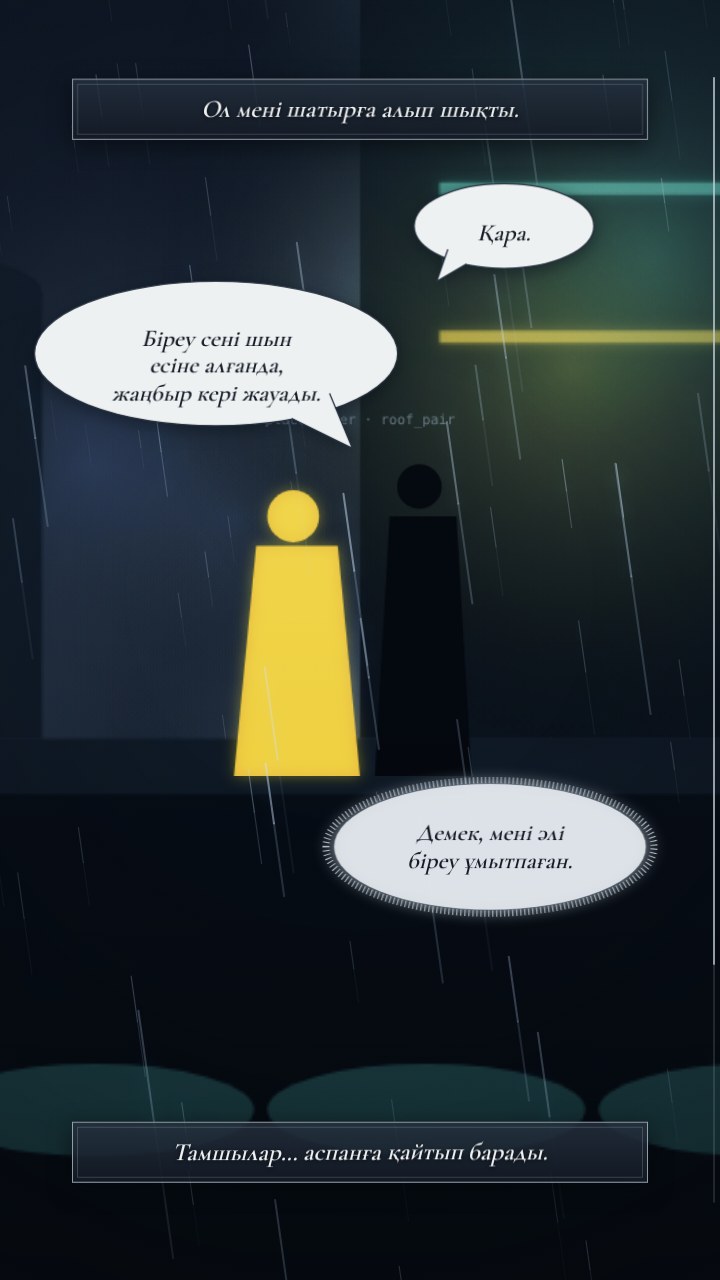 Ол мені шатырға алып шықты.
Қара.
Біреу сені шын
есіне алғанда,
жаңбыр кері жауады.
· roof_pair
Демек, мені әлі
біреу ұмытпаған.
Тамшылар... аспанға қайтып барады.